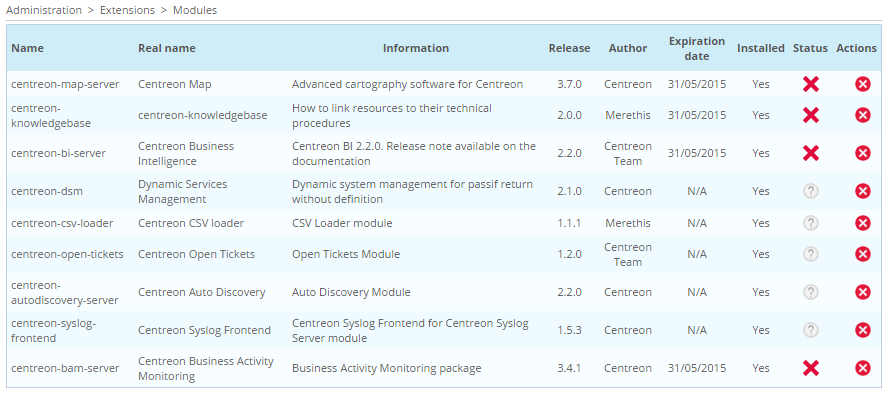 Administration > Extensions > Modules
Name Real name Information Release Author Expiration date Installed Status Actions
centreon-map-server Centreon Map Advanced cartography software for Centreon 3.7.0 Centreon 31/05/2015 Yes
centreon-knowledgebase centreon-knowledgebase How to link resources to their technical procedures 2.0.0 Merethis 31/05/2015 Yes
centreon-bi-server Centreon Business Intelligence Centreon BI 2.2.0. Release note available on the documentation 2.2.0 Centreon Team 31/05/2015 Yes
centreon-dsm Dynamic Services Management Dynamic system management for passif return without definition 2.1.0 Centreon N/A Yes ?
centreon-csv-loader Centreon CSV loader CSV Loader module 1.1.1 Merethis N/A Yes ?
centreon-open-tickets Centreon Open Tickets Open Tickets Module 1.2.0 Centreon Team N/A Yes ?
centreon-autodiscovery-server Centreon Auto Discovery Auto Discovery Module 2.2.0 Centreon N/A Yes ?
centreon-syslog-frontend Centreon Syslog Frontend Centreon Syslog Frontend for Centreon Syslog Server module 1.5.3 Centreon N/A Yes ?
centreon-bam-server Centreon Business Activity Monitoring Business Activity Monitoring package 3.4.1 Centreon 31/05/2015 Yes